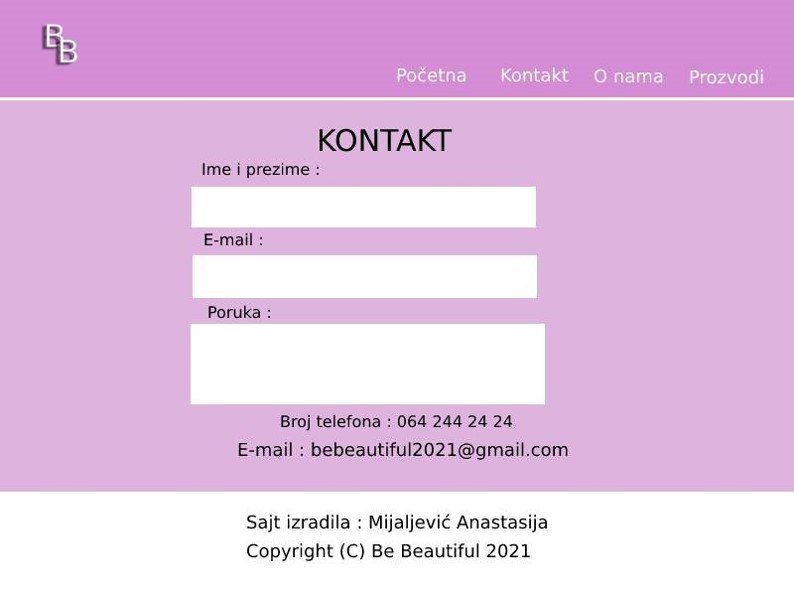 BB
Početna Kontakt O nama Prozvodi
KONTAKT
Ime i prezime :
E-mail :
Poruka :
Broj telefona : 064 244 24 24
E-mail : bebeautiful2021@gmail.com
Sajt izradila : Mijaljević Anastasija
Copyright (C) Be Beautiful 2021